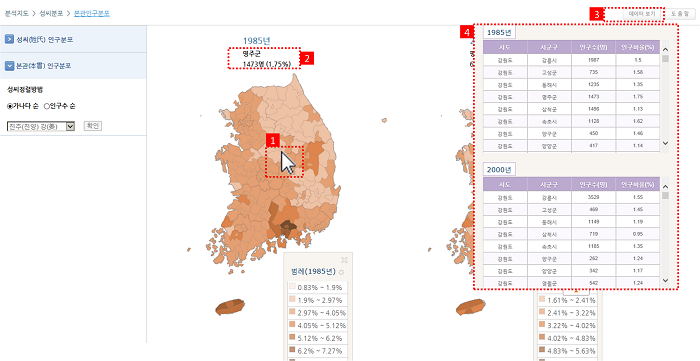 분석지도 > 성씨분포 > 본관인구분포
3
데이터 보기
도 움 말
성씨(姓氏) 인구분포
본관(本貫) 인구분포
성씨정렬방법
가나다 순 인구수 순
진주(진양) 강(姜)
확인
1985년
영주군
1473명 (1.75%)
2
1
범례(1985년)
0.83% ~ 1.9%
1.9% ~ 2.97%
2.97% ~ 4.05%
4.05% ~ 5.12%
5.12% ~ 6.2%
6.2% ~ 7.27%
4
1985년
시도 시군구 인구수(명) 인구비율(%)
강원도 강릉시 1987 1.5
강원도 고성군 735 1.58
강원도 동해시 1235 1.35
강원도 1473 1.75
강원도 삼척군 1486 1.13
강원도 속초시 1128 1.62
강원도 양구군 450 1.46
강원도 양양군 417 1.14
2000년
시도 시군구 인구수(명) 인구비율(%)
강원도 강릉시 3529 1.55
강원도 고성군 469 1.45
강원도 동해시 1149 1.19
강원도 삼척시 719 0.95
강원도 속초시 1185 1.35
강원도 양구군 262 1.24
강원도 양양군 342 1.17
강원도 영월군 542 1.24
1.61% ~ 2.41%
2.41% ~ 3.22%
3.22% ~ 4.02%
4.02% ~ 4.83%
4.83% ~ 5.63%